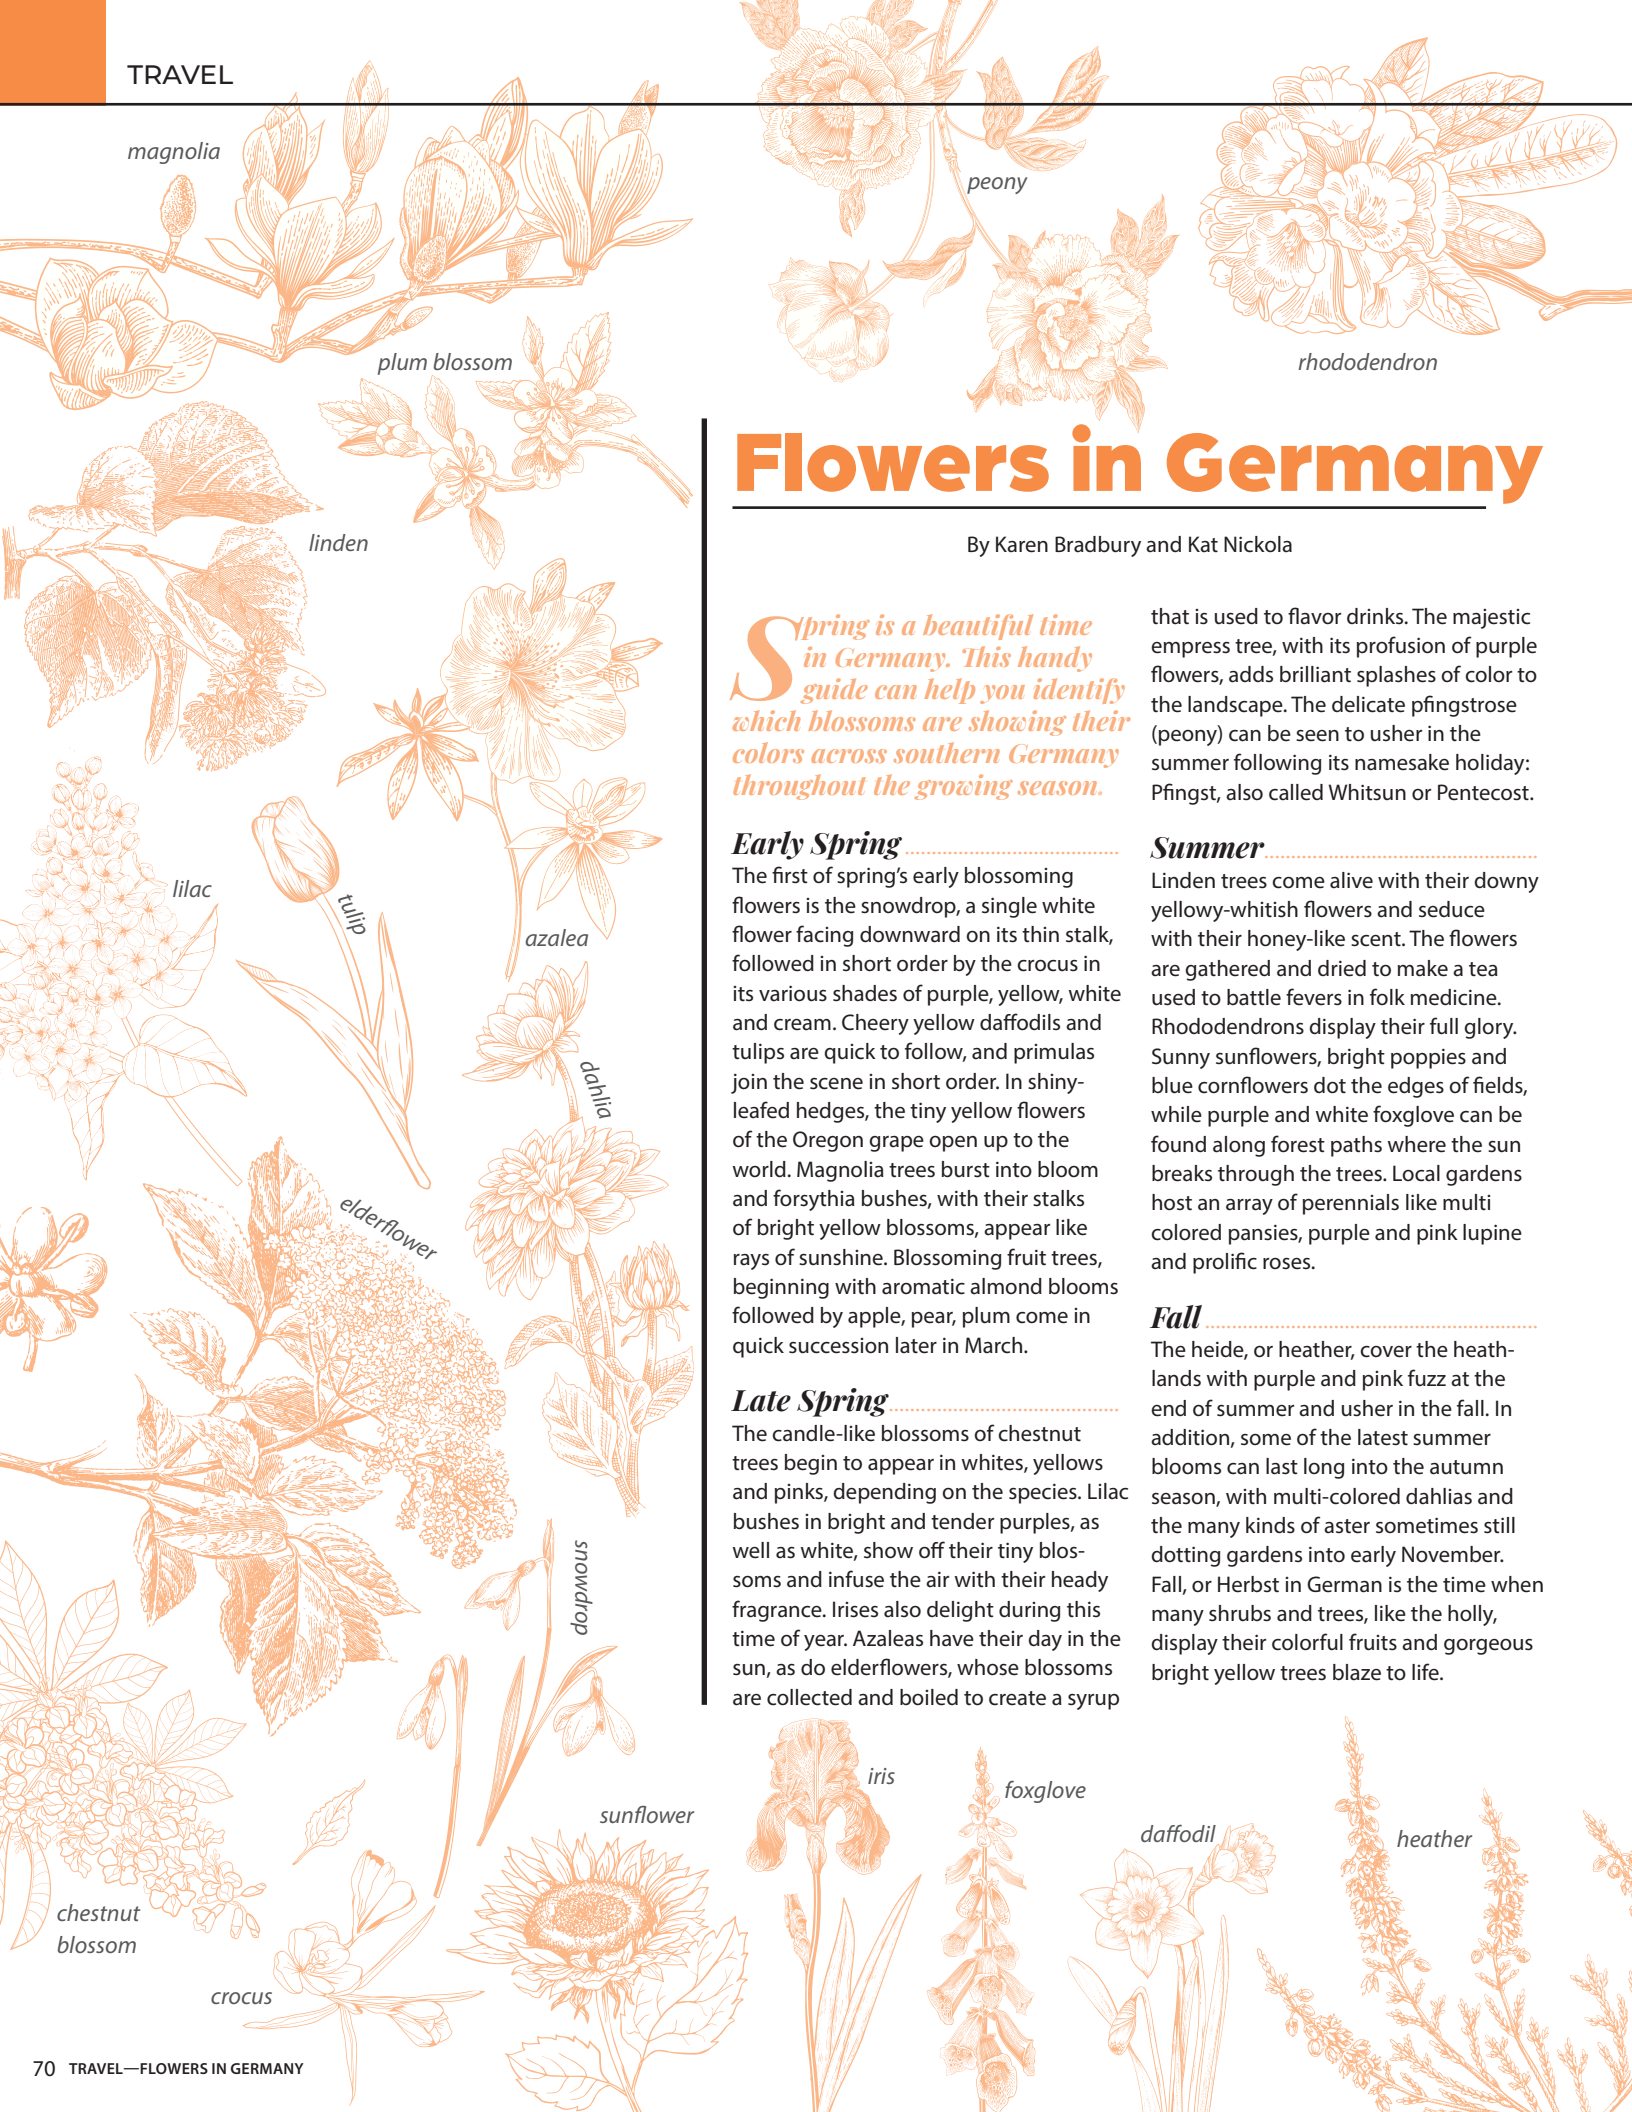 TRAVEL
magnolia
peony
plum blossom
rhododendron
linden
lilac
tulip
azalea
dahlia
elderflower
snowdrop
chestnut
blossom
crocus
sunflower
Flowers in Germany
By Karen Bradbury and Kat Nickola
Spring is a beautiful time
in Germany. This handy
guide can help you identify
which blossoms are showing their
colors across southern Germany
throughout the growing season.
Early Spring
The first of spring’s early blossoming
flowers is the snowdrop, a single white
flower facing downward on its thin stalk,
followed in short order by the crocus in
its various shades of purple, yellow, white
and cream. Cheery yellow daffodils and
tulips are quick to follow, and primulas
join the scene in short order. In shiny-
leafed hedges, the tiny yellow flowers
of the Oregon grape open up to the
world. Magnolia trees burst into bloom
and forsythia bushes, with their stalks
of bright yellow blossoms, appear like
rays of sunshine. Blossoming fruit trees,
beginning with aromatic almond blooms
followed by apple, pear, plum come in
quick succession later in March.
Late Spring
The candle-like blossoms of chestnut
trees begin to appear in whites, yellows
and pinks, depending on the species. Lilac
bushes in bright and tender purples, as
well as white, show off their tiny blos-
soms and infuse the air with their heady
fragrance. Irises also delight during this
time of year. Azaleas have their day in the
sun, as do elderflowers, whose blossoms
are collected and boiled to create a syrup
that is used to flavor drinks. The majestic
empress tree, with its profusion of purple
flowers, adds brilliant splashes of color to
the landscape. The delicate pfingstrose
(peony) can be seen to usher in the
summer following its namesake holiday:
Pfingst, also called Whitsun or Pentecost.
Summer
Linden trees come alive with their downy
yellowy-whitish flowers and seduce
with their honey-like scent. The flowers
are gathered and dried to make a tea
used to battle fevers in folk medicine.
Rhododendrons display their full glory.
Sunny sunflowers, bright poppies and
blue cornflowers dot the edges of fields,
while purple and white foxglove can be
found along forest paths where the sun
breaks through the trees. Local gardens
host an array of perennials like multi
colored pansies, purple and pink lupine
and prolific roses.
Fall
The heide, or heather, cover the heath-
lands with purple and pink fuzz at the
end of summer and usher in the fall. In
addition, some of the latest summer
blooms can last long into the autumn
season, with multi-colored dahlias and
the many kinds of aster sometimes still
dotting gardens into early November.
Fall, or Herbst in German is the time when
many shrubs and trees, like the holly,
display their colorful fruits and gorgeous
bright yellow trees blaze to life.
iris
foxglove
daffodil
heather
70 TRAVEL—FLOWERS IN GERMANY